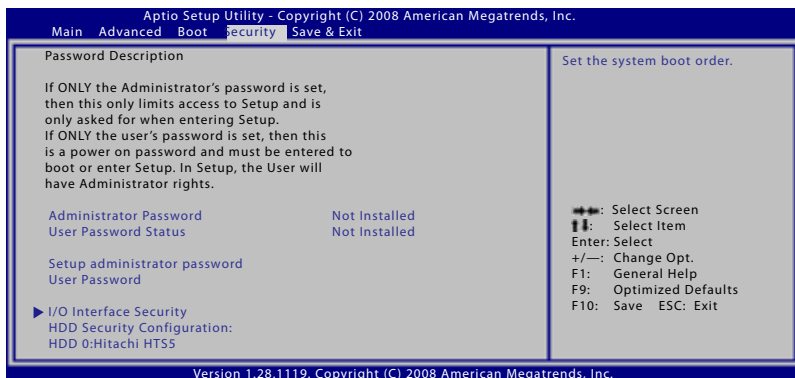 Aptio Setup Utility - Copyright (C) 2008 American Megatrends, Inc.
Main Advanced Boot Security Save & Exit
Password Description
If ONLY the Administrator's password is set,
then this only limits access to Setup and is
only asked for when entering Setup.
If ONLY the user's password is set, then this
is a power on password and must be entered to
boot or enter Setup. In Setup, the User will
have Administrator rights.
Administrator Password Not Installed
User Password Status Not Installed
Setup administrator password
User Password
I/O Interface Security
HDD Security Configuration:
HDD 0:Hitachi HTS5
Set the system boot order.
: Select Screen
: Select Item
Enter: Select
+/—: Change Opt.
F1: General Help
F9: Optimized Defaults
F10: Save ESC: Exit
Version 1.28.1119. Copyright (C) 2008 American Megatrends, Inc.